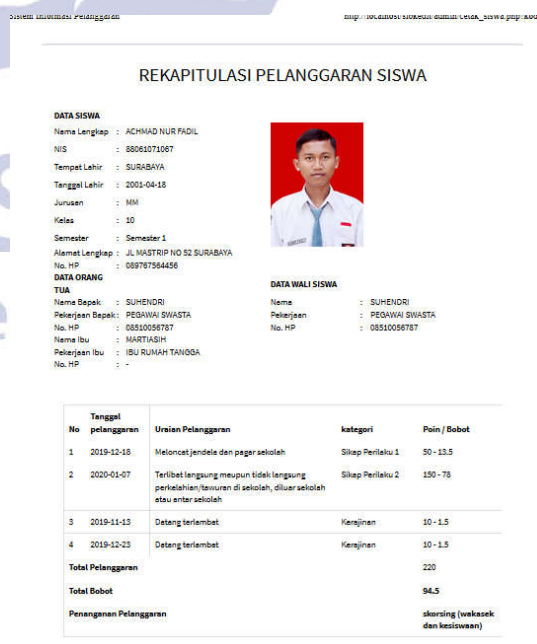 Sistem Informasi Pelanggaran
http://localhost/siokedit/admin/cetak_siswa.php?kod
REKAPITULASI PELANGGARAN SISWA
DATA SISWA
Nama Lengkap : ACHMAD NUR FADIL
NIS : 88061071067
Tempat Lahir : SURABAYA
Tanggal Lahir : 2001-04-18
Jurusan : MM
Kelas : 10
Semester : Semester 1
Alamat Lengkap : JL MASTRIP NO 52 SURABAYA
No. HP : 089767564456
DATA ORANG
TUA
Nama Bapak : SUHENDRI
Pekerjaan Bapak : PEGAWAI SWASTA
No. HP : 08510056787
Nama Ibu : MARTIASIH
Pekerjaan Ibu : IBU RUMAH TANGGA
No. HP : -
DATA WALI SISWA
Nama : SUHENDRI
Pekerjaan : PEGAWAI SWASTA
No. HP : 08510056787
No Tanggal pelanggaran Uraian Pelanggaran kategori Poin / Bobot
1 2019-12-18 Meloncat jendela dan pagar sekolah Sikap Perilaku 1 50 - 13.5
2 2020-01-07 Terlibat langsung maupun tidak langsung Sikap Perilaku 2 150 - 78
perkelahian/tawuran di sekolah, diluar sekolah
atau antar sekolah
3 2019-11-13 Datang terlambat Kerajinan 10 - 1.5
4 2019-12-23 Datang terlambat Kerajinan 10 - 1.5
Total Pelanggaran 220
Total Bobot 94.5
Penanganan Pelanggaran skorsing (wakasek
dan kesiswaan)